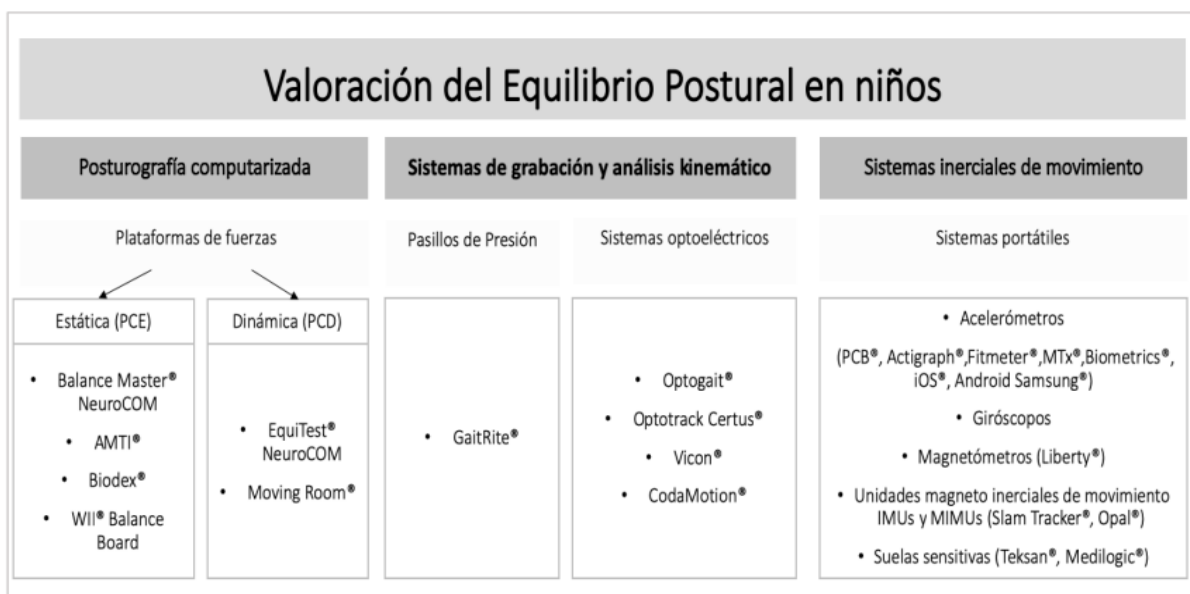 Valoración del Equilibrio Postural en niños
Posturografía computarizada
Sistemas de grabación y análisis kinemático
Sistemas inerciales de movimiento
Plataformas de fuerzas
Pasillos de Presión
Sistemas optoeléctricos
Sistemas portátiles
Estática (PCE)
• Balance Master®
NeuroCOM
• AMTI®
• Biodex®
• WII® Balance
Board
Dinámica (PCD)
• EquiTest®
NeuroCOM
• Moving Room®
• GaitRite®
• Optogait®
• Optotrack Certus®
• Vicon®
• CodaMotion®
• Acelerómetros
(PCB®, Actigraph®,Fitmeter®,MTx®,Biometrics®,
iOS®, Android Samsung®)
• Giróscopos
• Magnetómetros (Liberty®)
• Unidades magneto inerciales de movimiento
IMUs y MIMUs (Slam Tracker®, Opal®)
• Suelas sensitivas (Teksan®, Medilogic®)